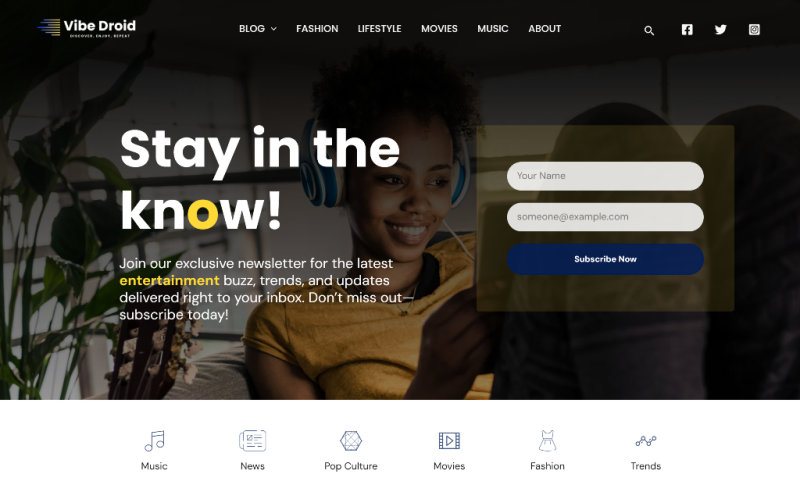 Vibe Droid
DISCOVER. ENJOY. REPEAT
BLOG
FASHION
LIFESTYLE
MOVIES
MUSIC
ABOUT
Stay in the
know!
Join our exclusive newsletter for the latest
entertainment buzz, trends, and updates
delivered right to your inbox. Don’t miss out—
subscribe today!
Your Name
someone@example.com
Subscribe Now
Music
News
Pop Culture
Movies
Fashion
Trends